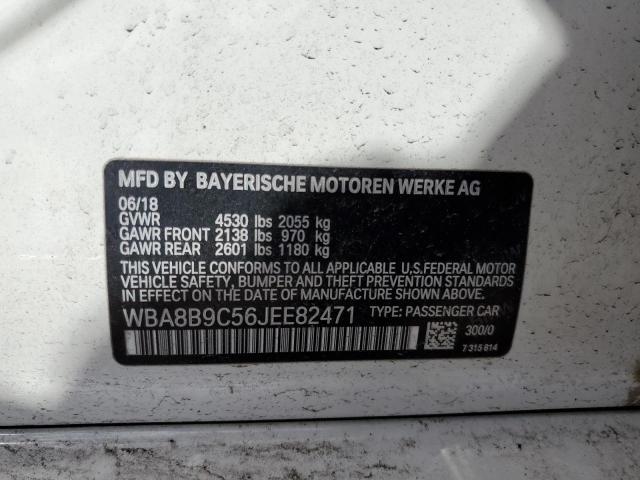 MFD BY BAYERISCHE MOTOREN WERKE AG
06/18
GVWR 4530 lbs 2055 kg
GAWR FRONT 2138 lbs 970 kg
GAWR REAR 2601 lbs 1180 kg
THIS VEHICLE CONFORMS TO ALL APPLICABLE U.S.FEDERAL MOTOR
VEHICLE SAFETY, BUMPER, AND THEFT PREVENTION STANDARDS
IN EFFECT ON THE DATE OF MANUFACTURE SHOWN ABOVE.
WBA8B9C56JEE82471 TYPE: PASSENGER CAR
300/0
7 315 614